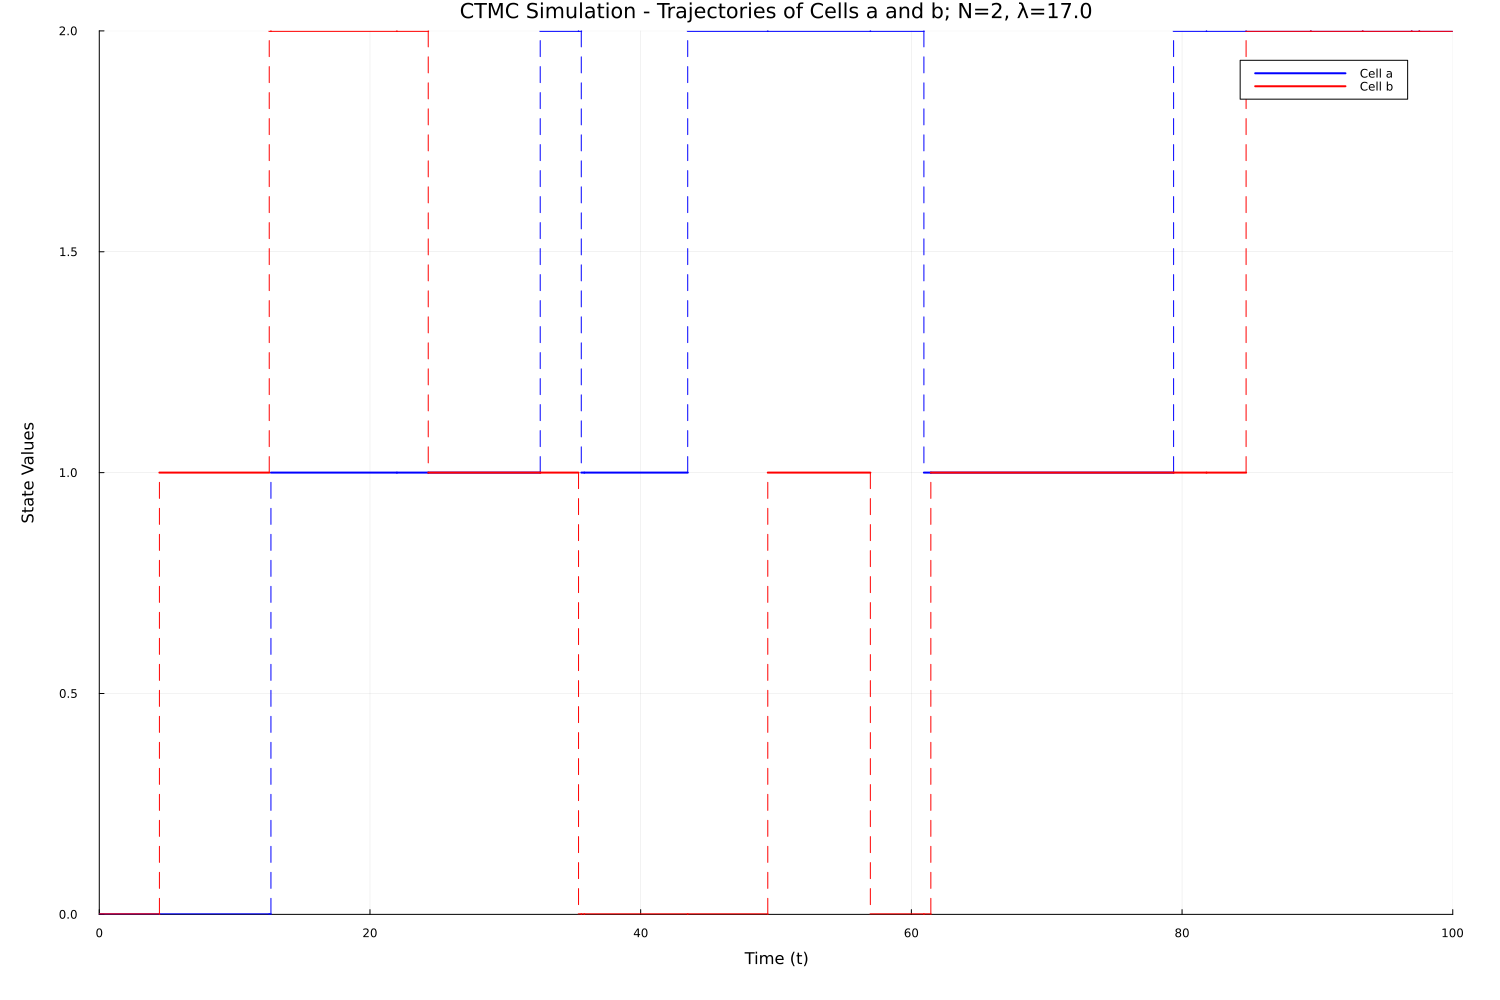 CTMC Simulation - Trajectories of Cells a and b; N=2, λ=17.0
2.0
1.5
1.0
0.5
0.0
State Values
Cell a
Cell b
0 20 40 60 80 100
Time (t)